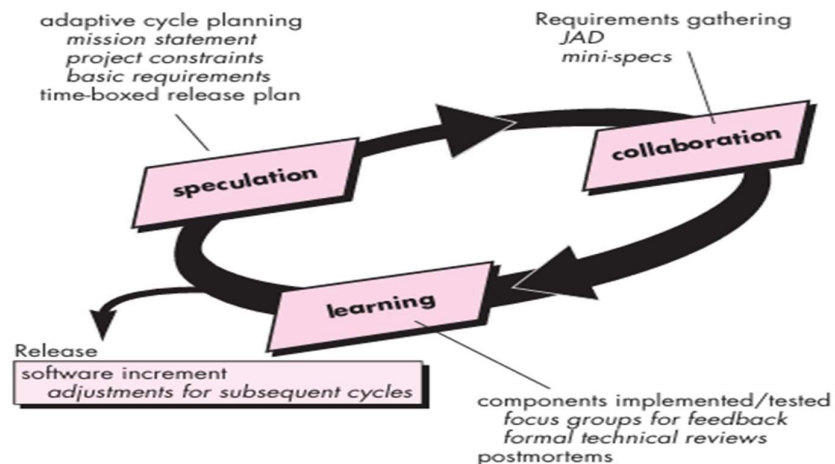 adaptive cycle planning
mission statement
project constraints
basic requirements
time-boxed release plan
Requirements gathering
JAD
mini-specs
speculation
collaboration
learning
Release
software increment
adjustments for subsequent cycles
components implemented/tested
focus groups for feedback
formal technical reviews
postmortems